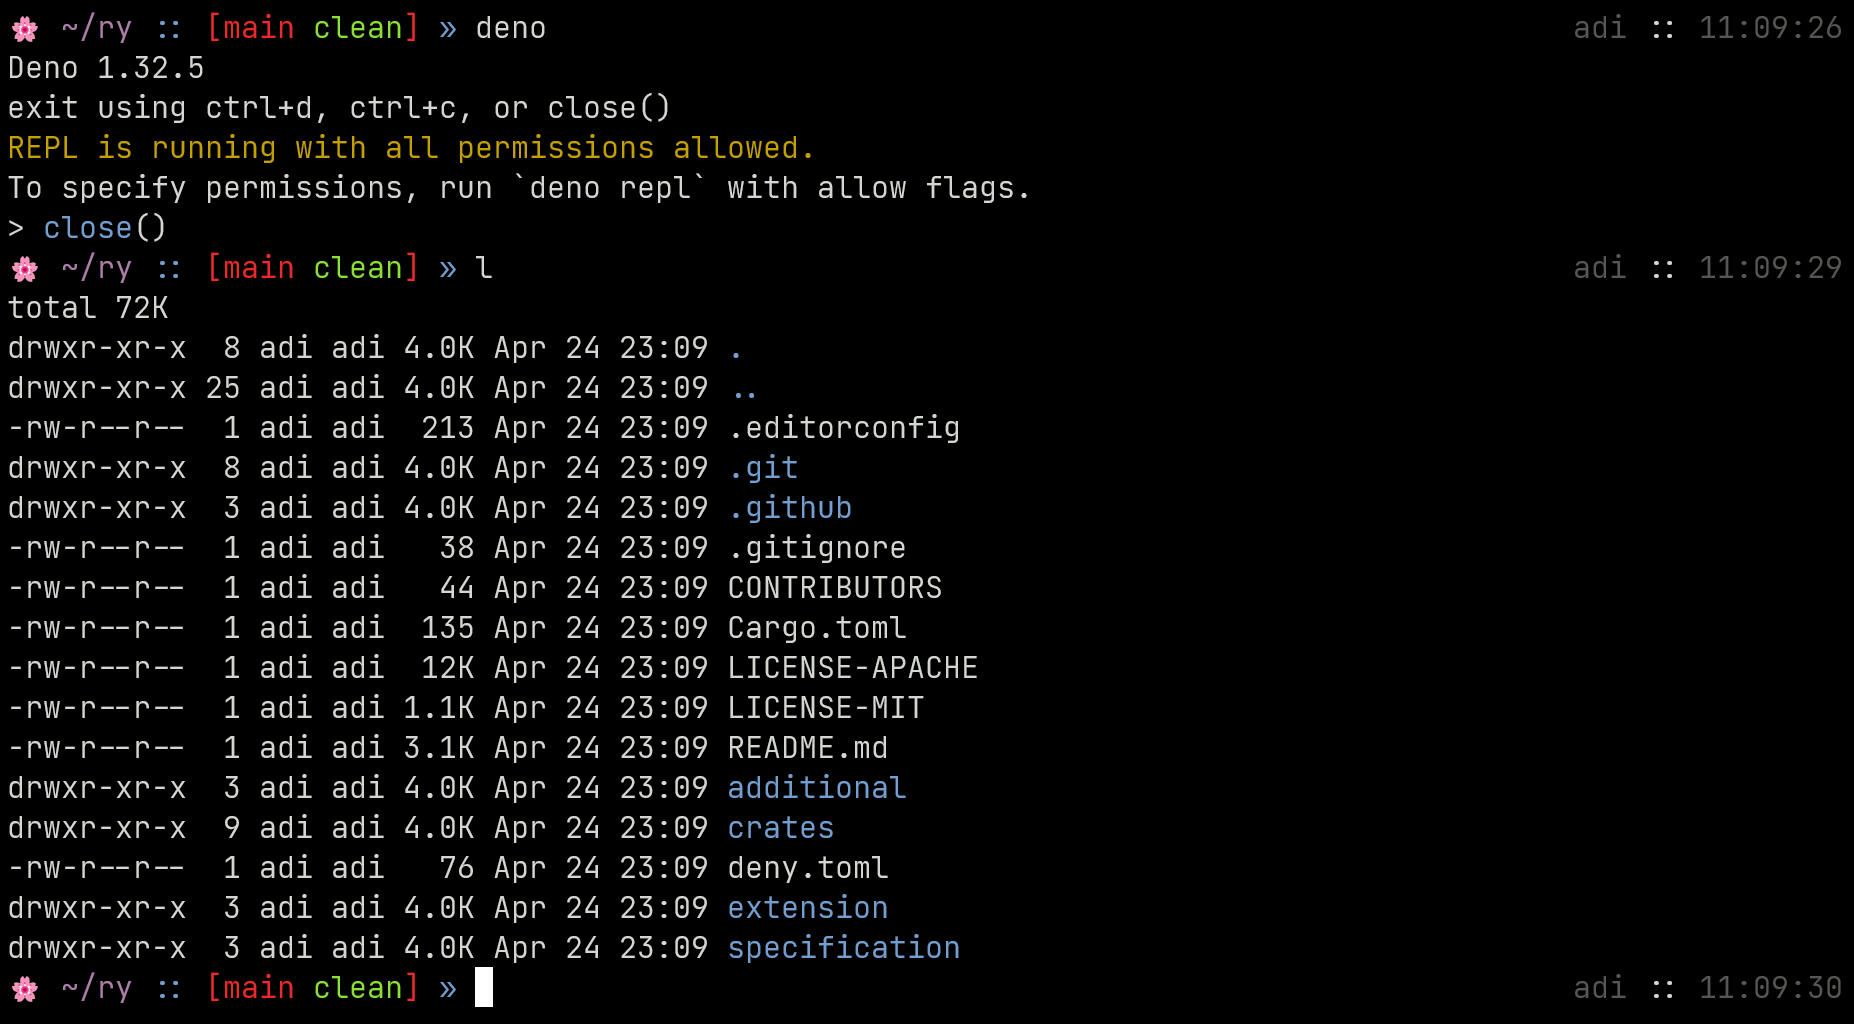 🌸 ~/ry :: [main clean] » deno adi :: 11:09:26
Deno 1.32.5
exit using ctrl+d, ctrl+c, or close()
REPL is running with all permissions allowed.
To specify permissions, run `deno repl` with allow flags.
> close()
🌸 ~/ry :: [main clean] » l adi :: 11:09:29
total 72K
drwxr-xr-x  8 adi adi 4.0K Apr 24 23:09 .
drwxr-xr-x 25 adi adi 4.0K Apr 24 23:09 ..
-rw-r--r--  1 adi adi  213 Apr 24 23:09 .editorconfig
drwxr-xr-x  8 adi adi 4.0K Apr 24 23:09 .git
drwxr-xr-x  3 adi adi 4.0K Apr 24 23:09 .github
-rw-r--r--  1 adi adi   38 Apr 24 23:09 .gitignore
-rw-r--r--  1 adi adi   44 Apr 24 23:09 CONTRIBUTORS
-rw-r--r--  1 adi adi  135 Apr 24 23:09 Cargo.toml
-rw-r--r--  1 adi adi  12K Apr 24 23:09 LICENSE-APACHE
-rw-r--r--  1 adi adi 1.1K Apr 24 23:09 LICENSE-MIT
-rw-r--r--  1 adi adi 3.1K Apr 24 23:09 README.md
drwxr-xr-x  3 adi adi 4.0K Apr 24 23:09 additional
drwxr-xr-x  9 adi adi 4.0K Apr 24 23:09 crates
-rw-r--r--  1 adi adi   76 Apr 24 23:09 deny.toml
drwxr-xr-x  3 adi adi 4.0K Apr 24 23:09 extension
drwxr-xr-x  3 adi adi 4.0K Apr 24 23:09 specification
🌸 ~/ry :: [main clean] » adi :: 11:09:30